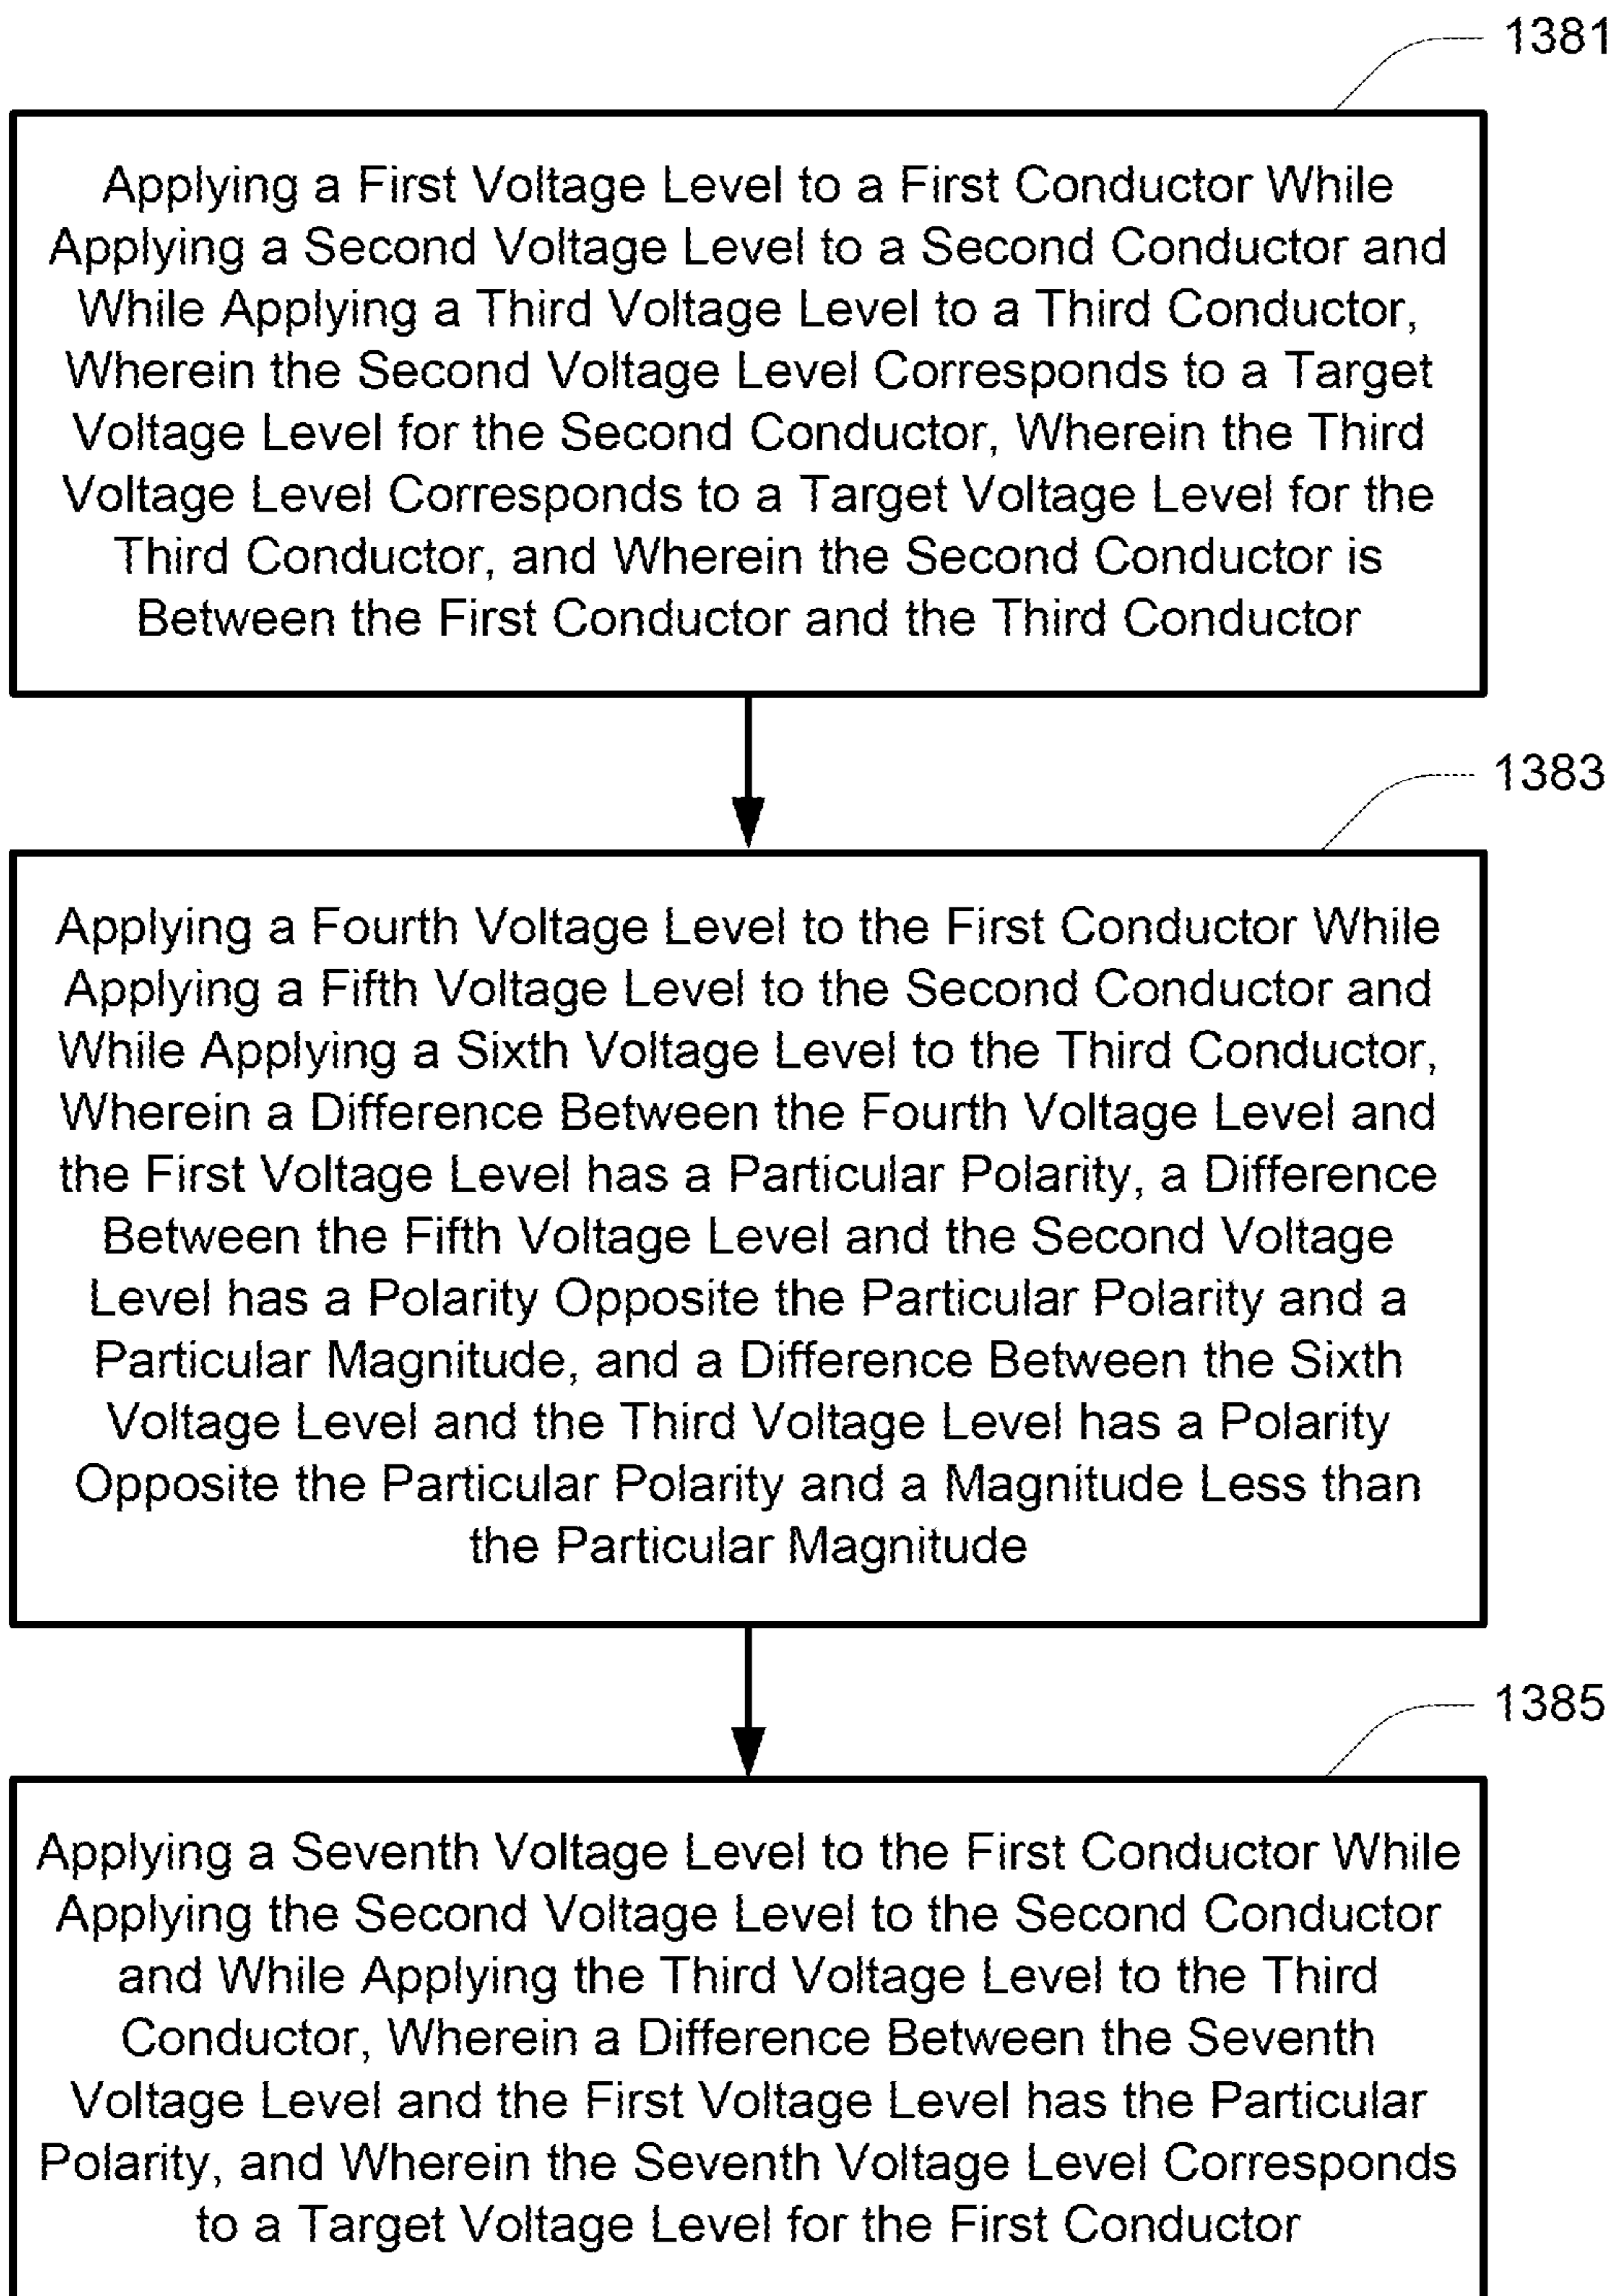 1381
Applying a First Voltage Level to a First Conductor While
Applying a Second Voltage Level to a Second Conductor and
While Applying a Third Voltage Level to a Third Conductor,
Wherein the Second Voltage Level Corresponds to a Target
Voltage Level for the Second Conductor, Wherein the Third
Voltage Level Corresponds to a Target Voltage Level for the
Third Conductor, and Wherein the Second Conductor is
Between the First Conductor and the Third Conductor
1383
Applying a Fourth Voltage Level to the First Conductor While
Applying a Fifth Voltage Level to the Second Conductor and
While Applying a Sixth Voltage Level to the Third Conductor,
Wherein a Difference Between the Fourth Voltage Level and
the First Voltage Level has a Particular Polarity, a Difference
Between the Fifth Voltage Level and the Second Voltage
Level has a Polarity Opposite the Particular Polarity and a
Particular Magnitude, and a Difference Between the Sixth
Voltage Level and the Third Voltage Level has a Polarity
Opposite the Particular Polarity and a Magnitude Less than
the Particular Magnitude
1385
Applying a Seventh Voltage Level to the First Conductor While
Applying the Second Voltage Level to the Second Conductor
and While Applying the Third Voltage Level to the Third
Conductor, Wherein a Difference Between the Seventh
Voltage Level and the First Voltage Level has the Particular
Polarity, and Wherein the Seventh Voltage Level Corresponds
to a Target Voltage Level for the First Conductor